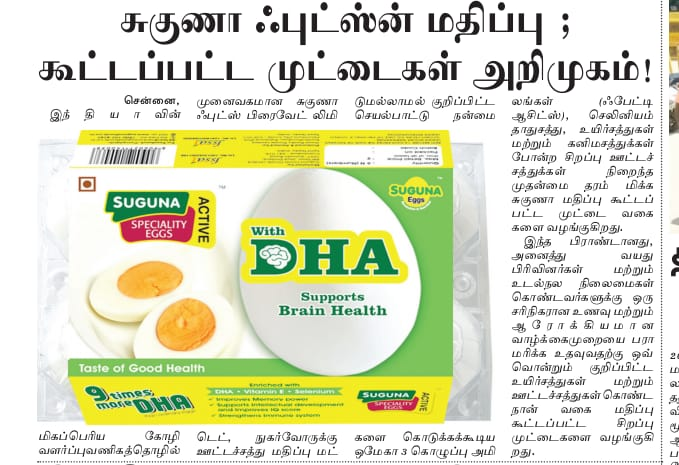 சுகுணா ஃபுட்ஸ்ன் மதிப்பு ;
கூட்டப்பட்ட முட்டைகள் அறிமுகம்!
சென்னை,
இந்தியாவின்
மிகப்பெரிய கோழி
வளர்ப்புவணிகத்தொழில்
முனைவகமான சுகுணா
ஃபுட்ஸ் பிரைவேட் லிமி
டெட், நுகர்வோருக்கு
ஊட்டச்சத்து மதிப்பு மட்
டுமல்லாமல் குறிப்பிட்ட
செயல்பாட்டு நன்மை
களை கொடுக்கக்கூடிய
ஒமேகா 3 கொழுப்பு அமி
லங்கள் (ஃபேட்டி
ஆசிட்ஸ்), செலினியம்
தாதுசத்து, உயிர்சத்துகள்
மற்றும் கனிமசத்துக்கள்
போன்ற சிறப்பு ஊட்டச்
சத்துக்கள் நிறைந்த
முதன்மை தரம் மிக்க
சுகுணா மதிப்பு கூட்டப்
பட்ட முட்டை வகை
களை வழங்குகிறது.
இந்த பிராண்டானது,
அனைத்து வயது
பிரிவினர்கள் மற்றும்
உடல்நல நிலைமைகள்
கொண்டவர்களுக்கு ஒரு
சரிநிகரான உணவு மற்றும்
ஆரோக்கியமான
வாழ்க்கைமுறையை பரா
மரிக்க உதவுவதற்கு ஒவ்
வொன்றும் குறிப்பிட்ட
உயிர்சத்துகள் மற்றும்
ஊட்டச்சத்துகள் கொண்ட
நான் வகை மதிப்பு
கூட்டப்பட்ட சிறப்பு
முட்டைகளை வழங்குகி
றது.
SUGUNA
SPECIALITY
EGGS
ACTIVE
SUGUNA
Eggs
With
DHA
Supports
Brain Health
Taste of Good Health
9 times
more DHA
Enriched with
DHA • Vitamin E • Selenium
Improves Memory power
Supports intellectual development
and improves IQ score
Strengthens immune system
SUGUNA
SPECIALITY
EGGS
ACTIVE